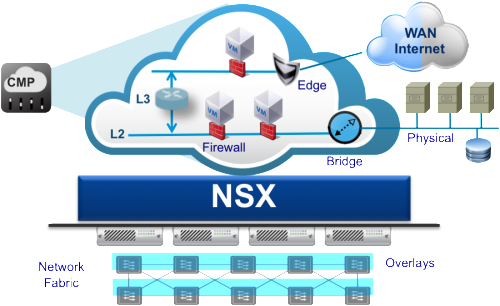 WAN
Internet
VM
CMP
Edge
L3
VM
VM
L2
Firewall
Physical
Bridge
NSX
Network
Fabric
Overlays